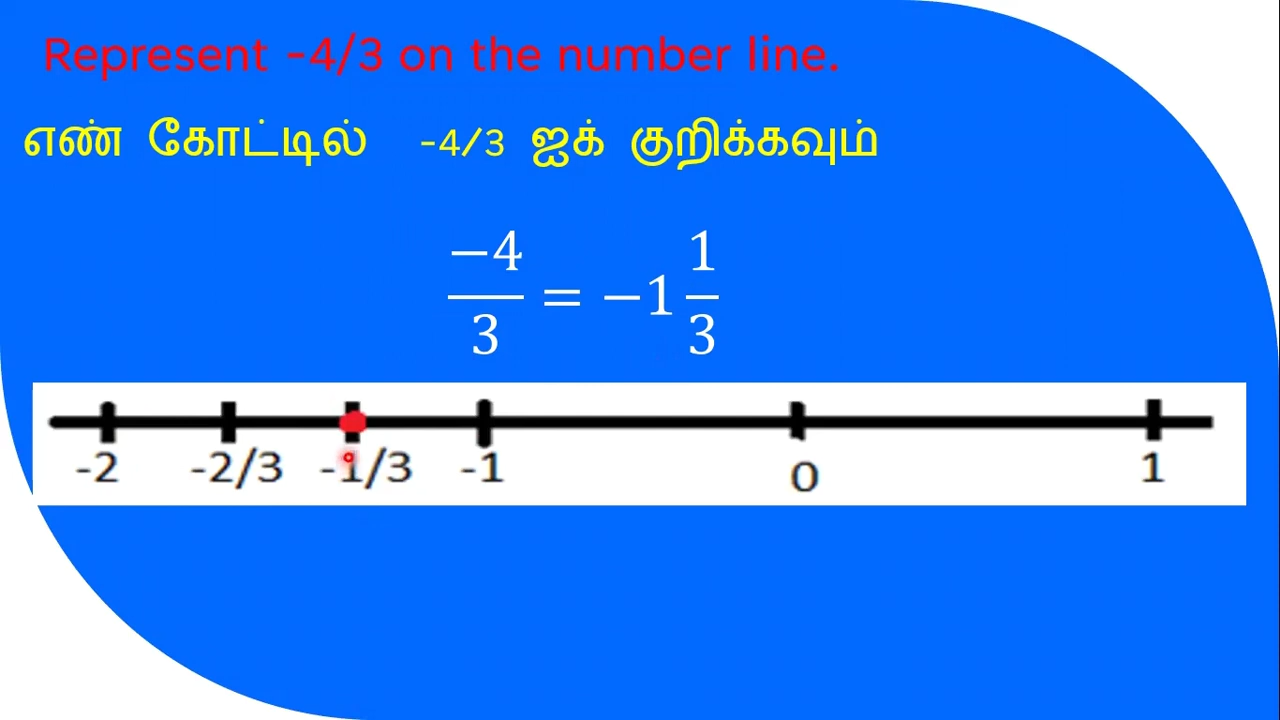 Represent -4/3 on the number line.
எண் கோட்டில் -4/3 ஐக் குறிக்கவும்
−4/3 = −1 1/3
-2 -2/3 -1/3 -1 0 1